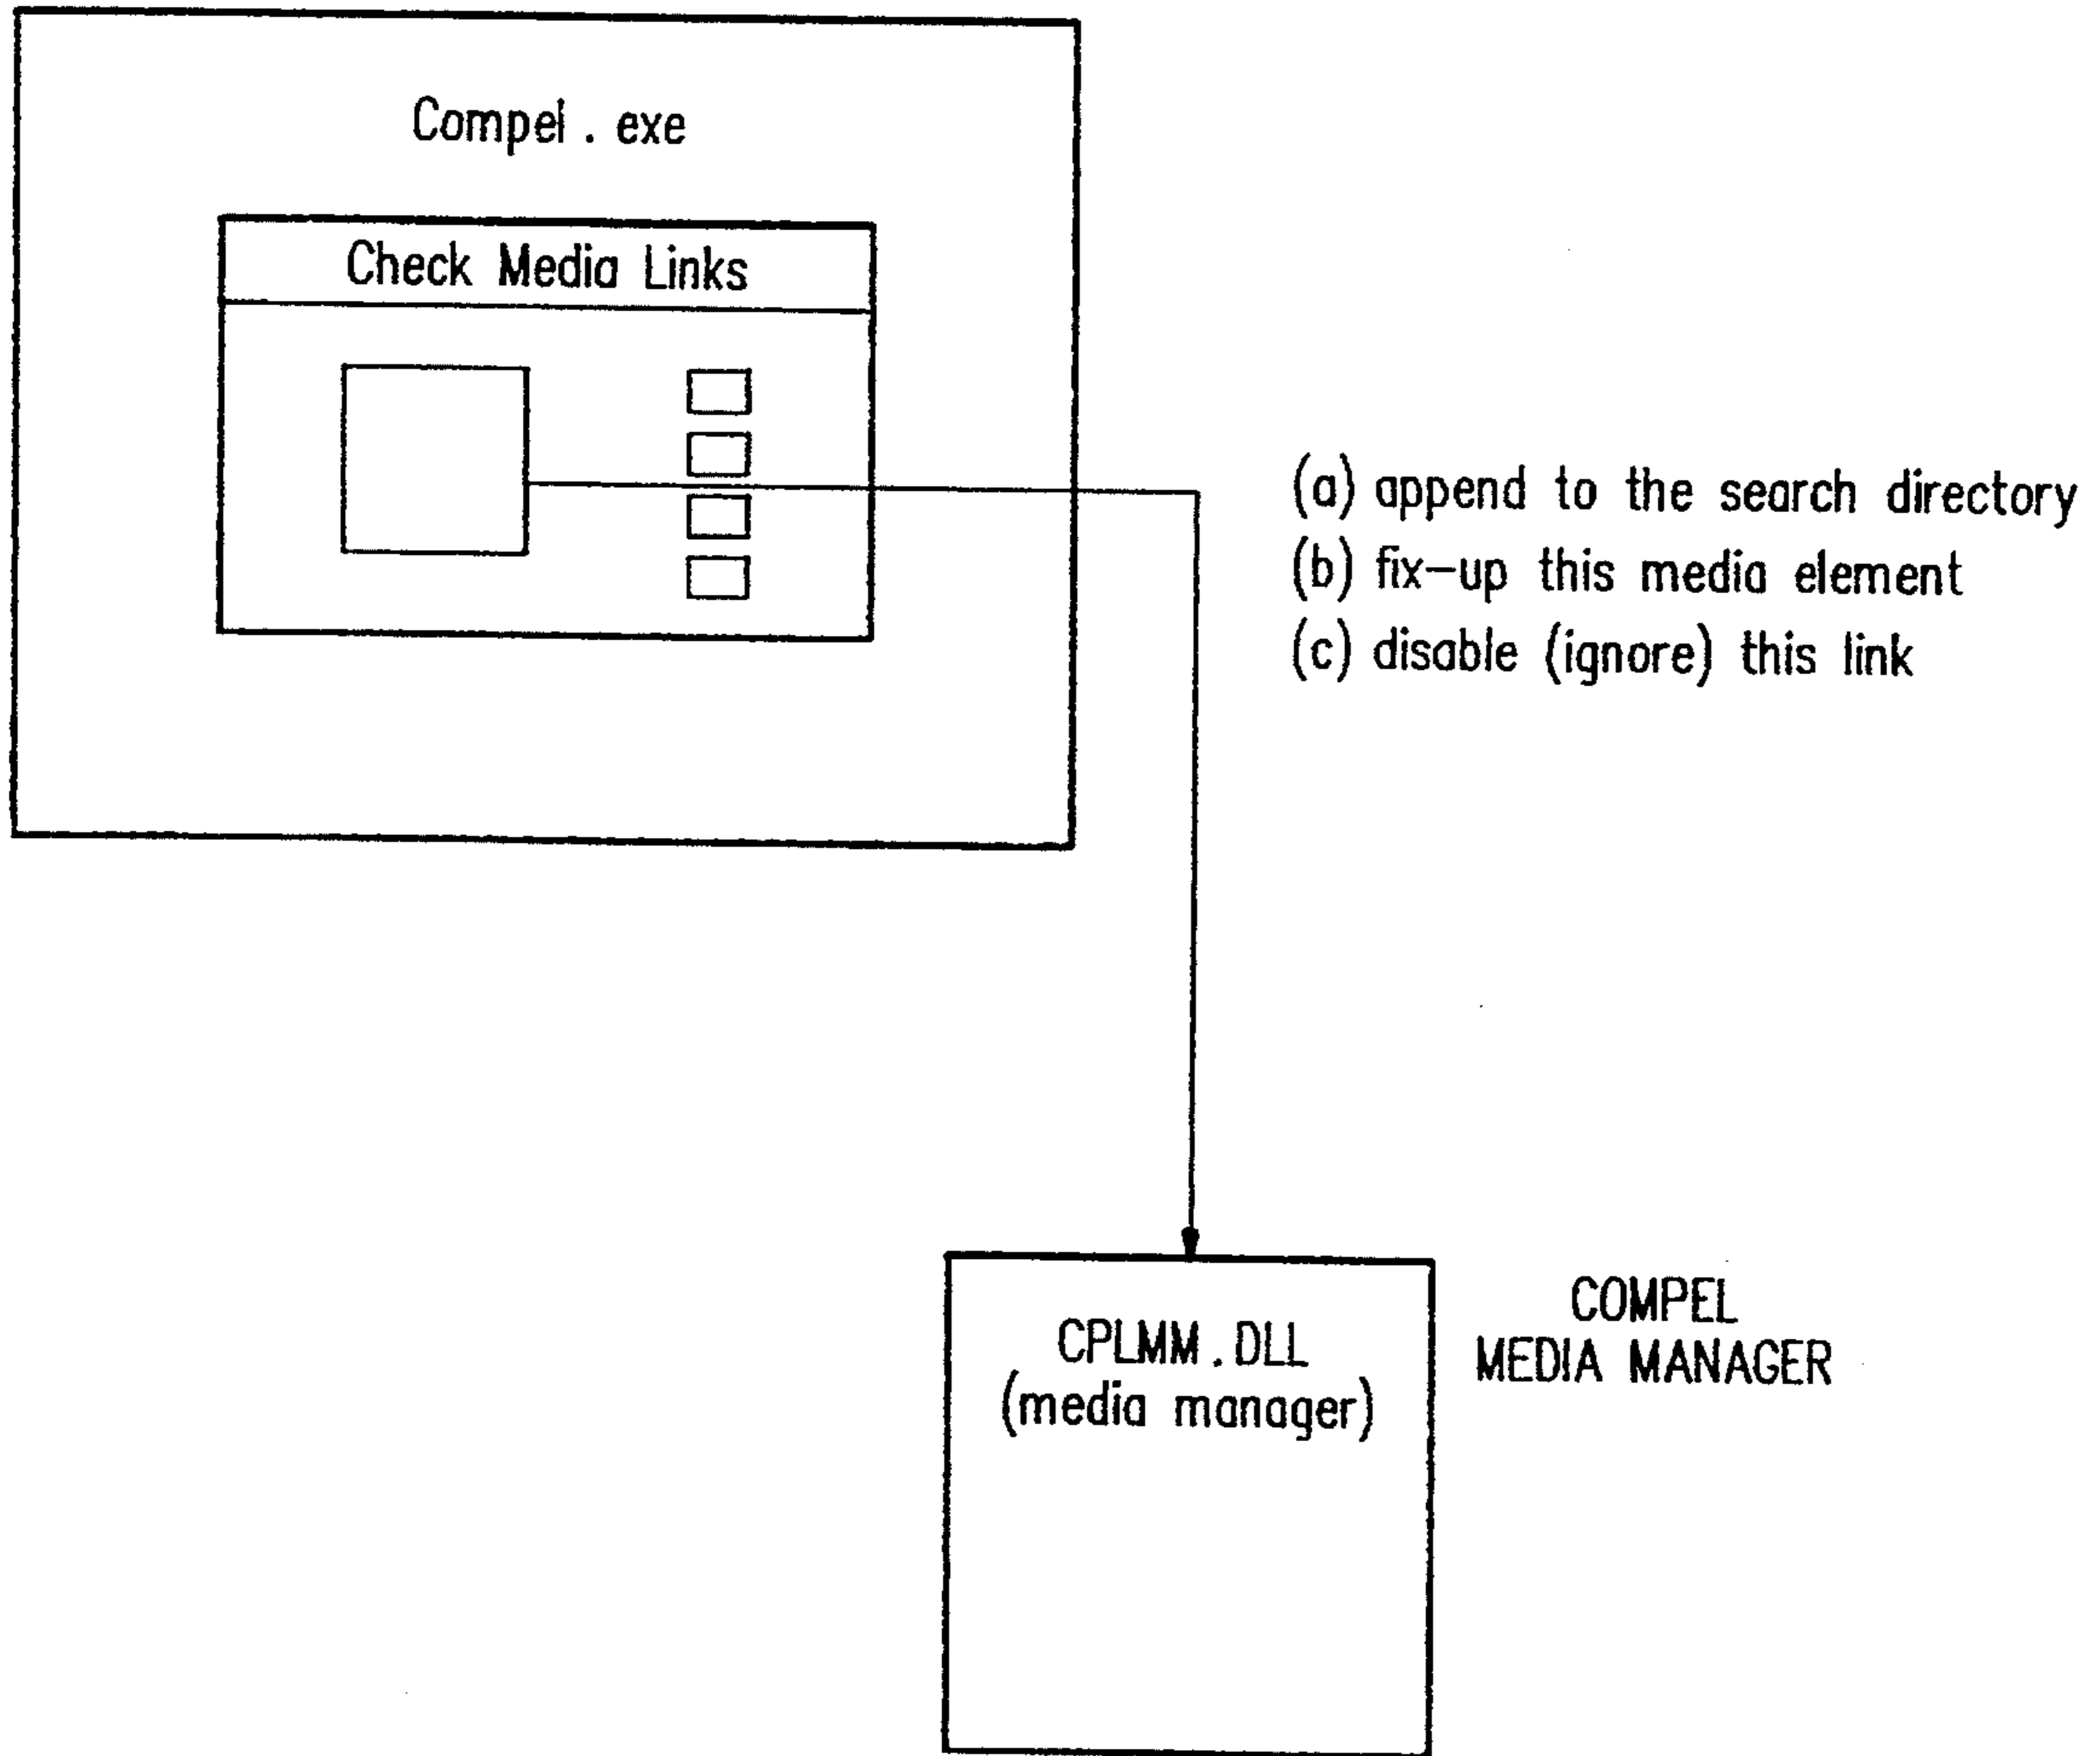 Compel . exe
Check Media Links
(a) append to the search directory
(b) fix-up this media element
(c) disable (ignore) this link
CPLMM . DLL
(media manager)
COMPEL
MEDIA MANAGER